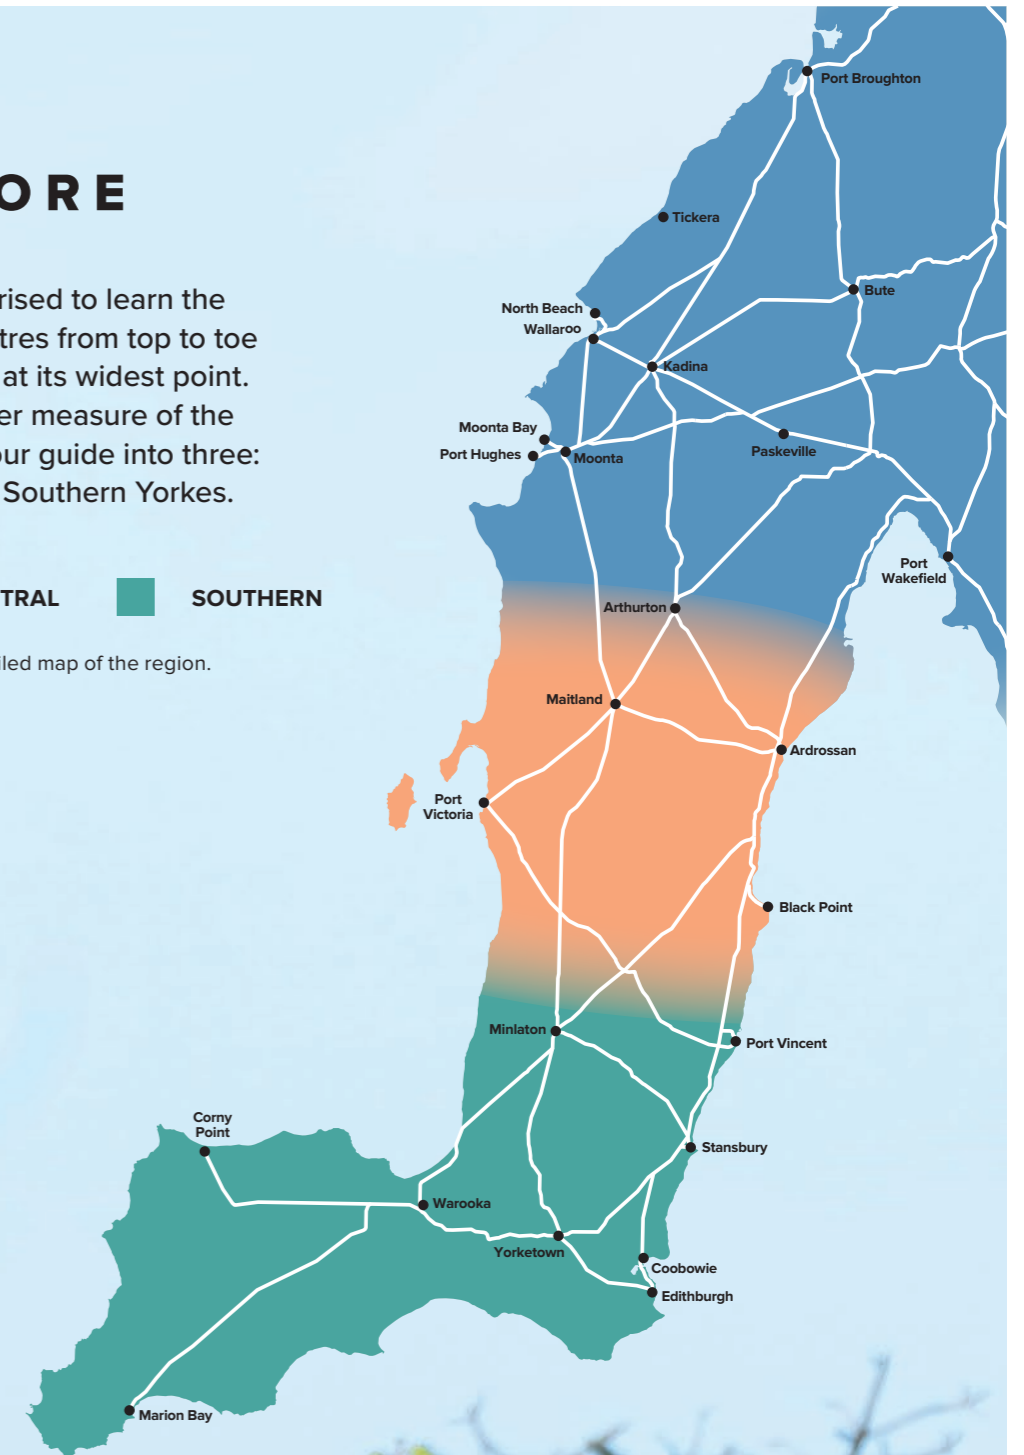 ORE
rised to learn the
tres from top to toe
at its widest point.
er measure of the
our guide into three:
Southern Yorkes.
TRAL
SOUTHERN
iled map of the region.
Port Broughton
Tickera
Bute
North Beach
Wallaroo
Kadina
Moonta Bay
Port Hughes
Moonta
Paskeville
Port
Wakefield
Arthurton
Maitland
Ardrossan
Port
Victoria
Black Point
Minlaton
Port Vincent
Corny
Point
Stansbury
Warooka
Yorketown
Coobowie
Edithburgh
Marion Bay